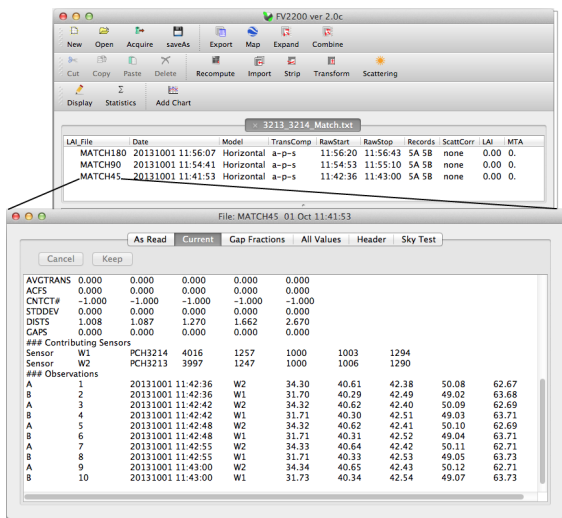 FV2200 ver 2.0c
New Open Acquire saveAs Export Map Expand Combine
Cut Copy Paste Delete Recompute Import Strip Transform Scattering
Display Statistics Add Chart
3213_3214_Match.txt
LAI_File Date Model TransComp RawStart RawStop Records ScattCorr LAI MTA
MATCH180 20131001 11:56:07 Horizontal a-p-s 11:56:20 11:56:43 5A 5B none 0.00 0.
MATCH90 20131001 11:54:41 Horizontal a-p-s 11:54:53 11:55:10 5A 5B none 0.00 0.
MATCH45 20131001 11:41:53 Horizontal a-p-s 11:42:36 11:43:00 5A 5B none 0.00 0.
File: MATCH45 01 Oct 11:41:53
As Read Current Gap Fractions All Values Header Sky Test
Cancel Keep
AVGTRANS 0.000 0.000 0.000 0.000 0.000
ACFS 0.000 0.000 0.000 0.000 0.000
CNTCT# -1.000 -1.000 -1.000 -1.000 -1.000
STDDEV 0.000 0.000 0.000 0.000 0.000
DISTS 1.008 1.087 1.270 1.662 2.670
GAPS 0.000 0.000 0.000 0.000 0.000
### Contributing Sensors
Sensor W1 PCH3214 4016 1257 1000 1003 1294
Sensor W2 PCH3213 3997 1247 1000 1006 1290
### Observations
A 1 20131001 11:42:36 W2 34.30 40.61 42.38 50.08 62.67
B 2 20131001 11:42:36 W1 31.70 40.29 42.49 49.02 63.68
A 3 20131001 11:42:42 W2 34.32 40.62 42.40 50.09 62.69
B 4 20131001 11:42:42 W1 31.71 40.30 42.51 49.03 63.71
A 5 20131001 11:42:48 W2 34.32 40.62 42.41 50.10 62.69
B 6 20131001 11:42:48 W1 31.71 40.31 42.52 49.04 63.71
A 7 20131001 11:42:55 W2 34.33 40.64 42.42 50.11 62.71
B 8 20131001 11:42:55 W1 31.71 40.33 42.53 49.05 63.73
A 9 20131001 11:43:00 W2 34.34 40.65 42.43 50.12 62.71
B 10 20131001 11:43:00 W1 31.73 40.34 42.54 49.07 63.73